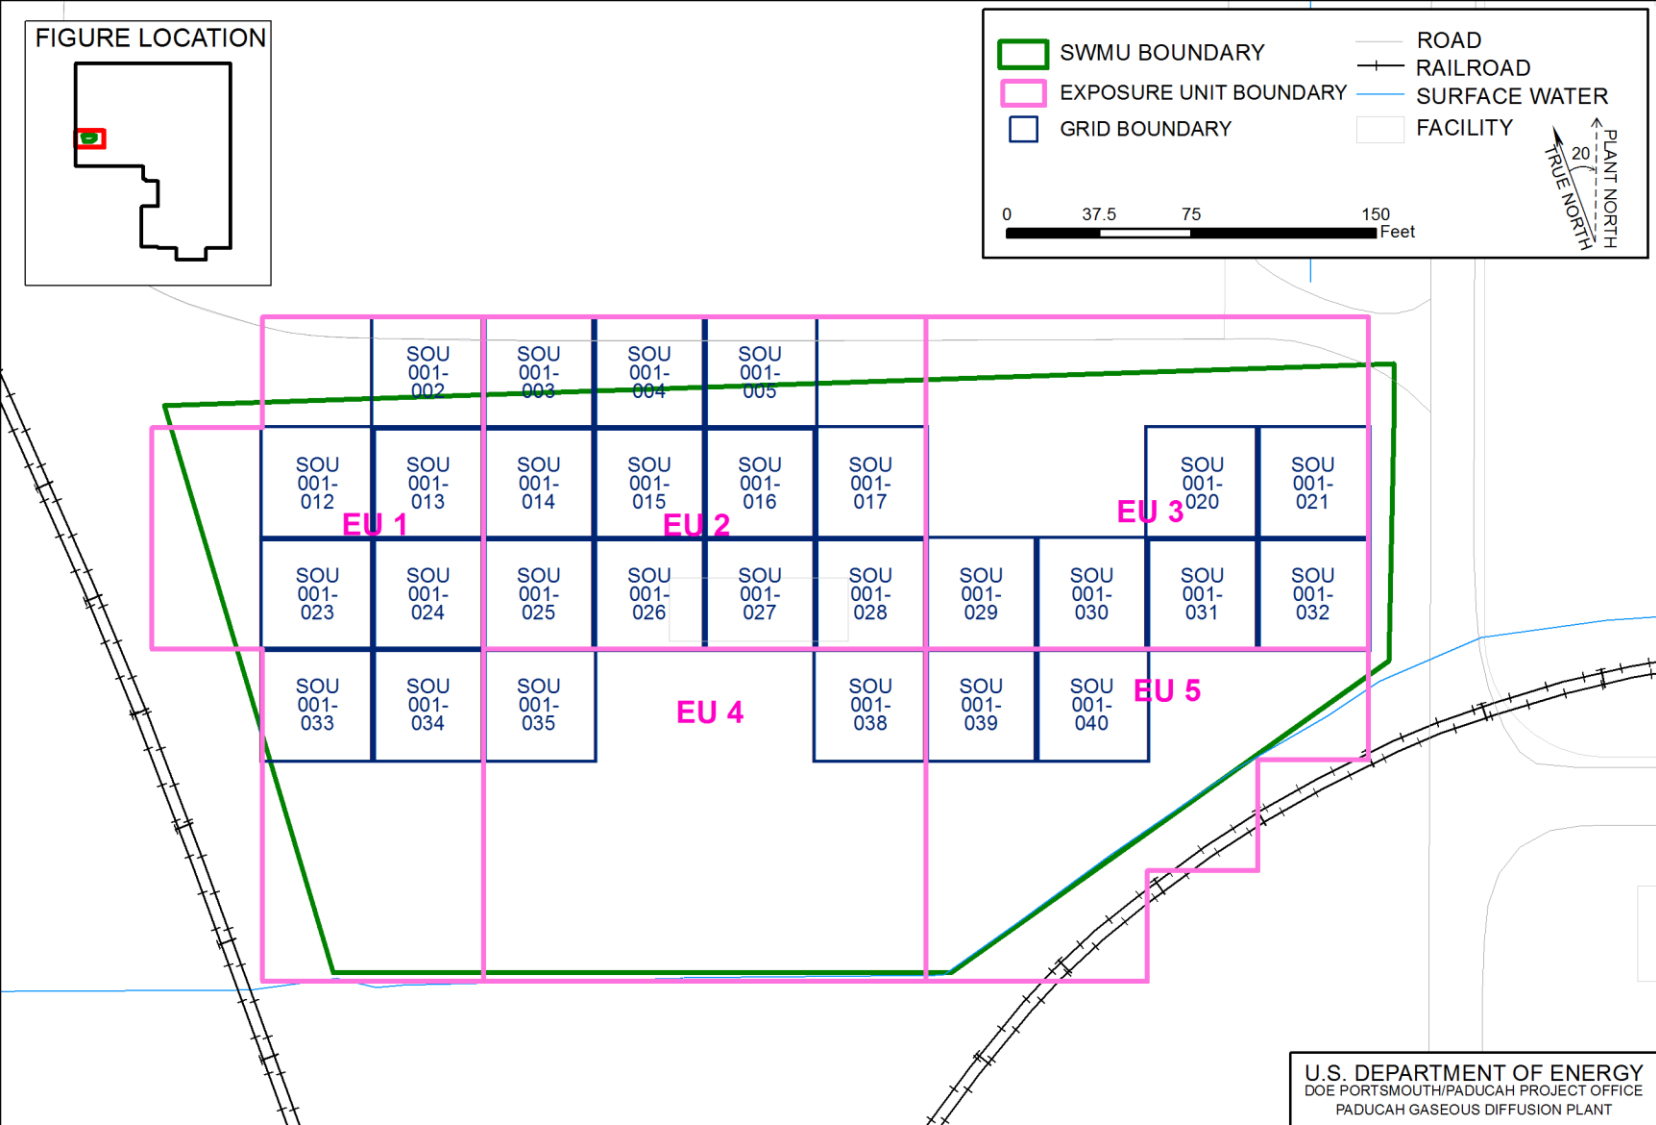 FIGURE LOCATION
SWMU BOUNDARY
EXPOSURE UNIT BOUNDARY
GRID BOUNDARY
ROAD
RAILROAD
SURFACE WATER
FACILITY
20
TRUE NORTH
PLANT NORTH
0 37.5 75 150
Feet
SOU
001-
002
SOU
001-
003
SOU
001-
004
SOU
001-
005
SOU
001-
012
SOU
001-
013
SOU
001-
014
SOU
001-
015
SOU
001-
016
SOU
001-
017
SOU
001-
020
SOU
001-
021
EU 1
EU 2
EU 3
SOU
001-
023
SOU
001-
024
SOU
001-
025
SOU
001-
026
SOU
001-
027
SOU
001-
028
SOU
001-
029
SOU
001-
030
SOU
001-
031
SOU
001-
032
SOU
001-
033
SOU
001-
034
SOU
001-
035
EU 4
SOU
001-
038
SOU
001-
039
SOU
001-
040
EU 5
U.S. DEPARTMENT OF ENERGY
DOE PORTSMOUTH/PADUCAH PROJECT OFFICE
PADUCAH GASEOUS DIFFUSION PLANT